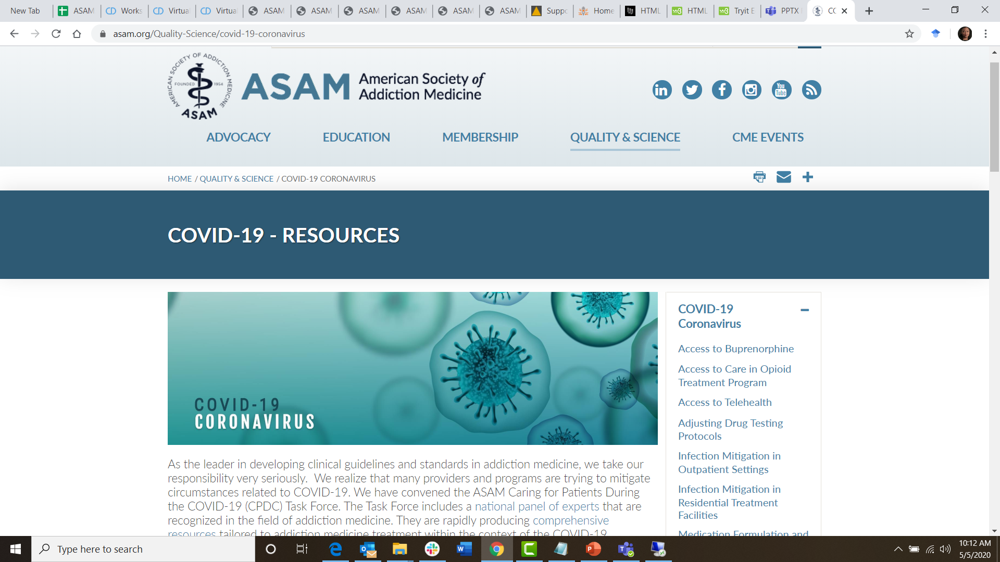 New Tab
ASAM
Works
Virtua
Virtua
ASAM
ASAM
ASAM
ASAM
ASAM
ASAM
Suppo
Home
HTML
HTML
Tryit E
PPTX
CO
asam.org/Quality-Science/covid-19-coronavirus
AMERICAN SOCIETY OF ADDICTION MEDICINE
FOUNDED 1954
ASAM
ASAM American Society of
Addiction Medicine
in
You
Tube
ADVOCACY
EDUCATION
MEMBERSHIP
QUALITY & SCIENCE
CME EVENTS
HOME / QUALITY & SCIENCE / COVID-19 CORONAVIRUS
COVID-19 - RESOURCES
COVID-19
CORONAVIRUS
As the leader in developing clinical guidelines and standards in addiction medicine, we take our
responsibility very seriously. We realize that many providers and programs are trying to mitigate
circumstances related to COVID-19. We have convened the ASAM Caring for Patients During
the COVID-19 (CPDC) Task Force. The Task Force includes a national panel of experts that are
recognized in the field of addiction medicine. They are rapidly producing comprehensive
resources tailored to addiction medicine treatment within the context of the COVID-19
COVID-19
Coronavirus
Access to Buprenorphine
Access to Care in Opioid
Treatment Program
Access to Telehealth
Adjusting Drug Testing
Protocols
Infection Mitigation in
Outpatient Settings
Infection Mitigation in
Residential Treatment
Facilities
Medication Formulation and
Type here to search
10:12 AM
5/5/2020